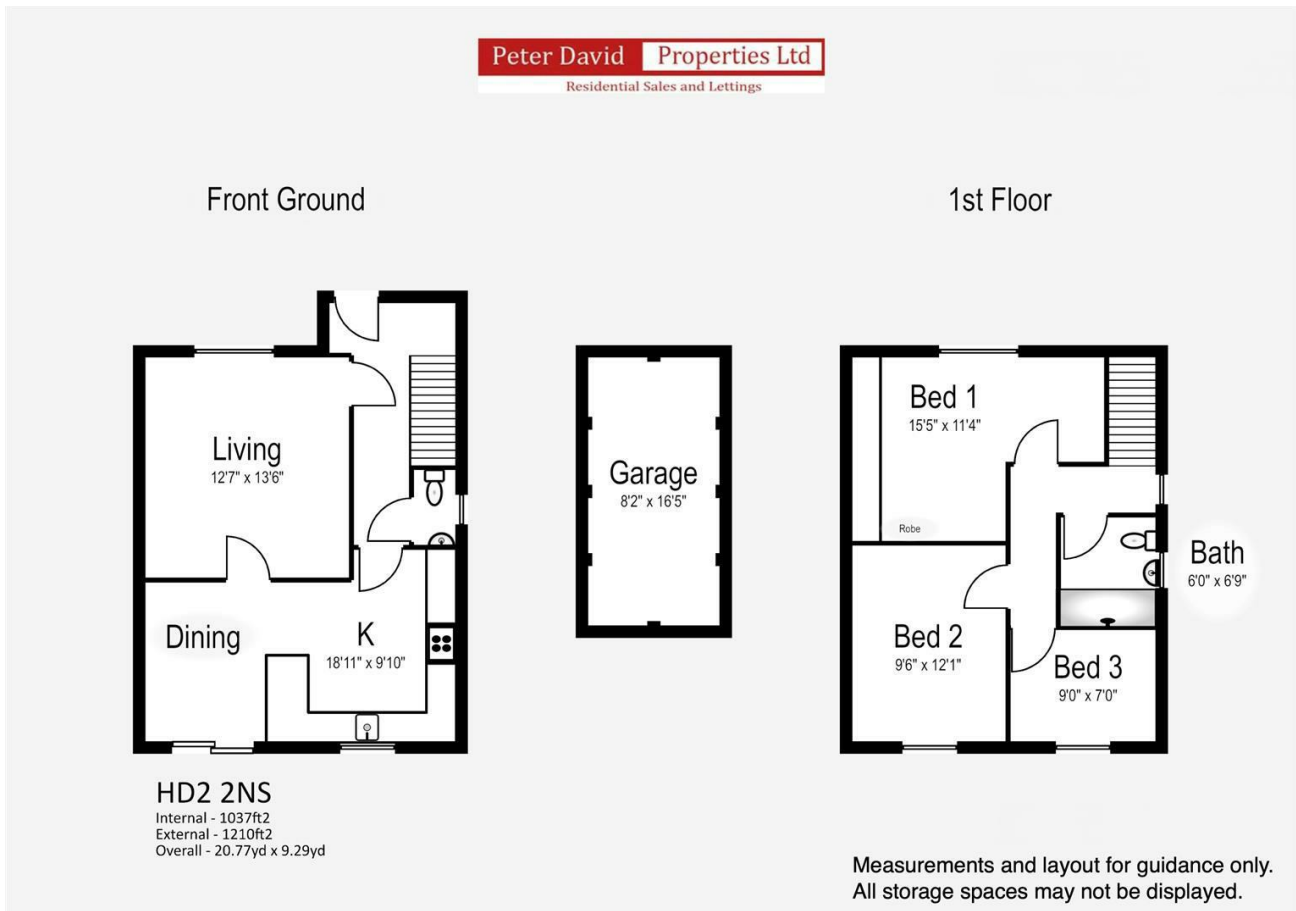 Peter David Properties Ltd
Residential Sales and Lettings
Front Ground
1st Floor
Living
12'7" x 13'6"
Dining
K
18'11" x 9'10"
Garage
8'2" x 16'5"
Bed 1
15'5" x 11'4"
Robe
Bed 2
9'6" x 12'1"
Bed 3
9'0" x 7'0"
Bath
6'0" x 6'9"
HD2 2NS
Internal - 1037ft2
External - 1210ft2
Overall - 20.77yd x 9.29yd
Measurements and layout for guidance only.
All storage spaces may not be displayed.